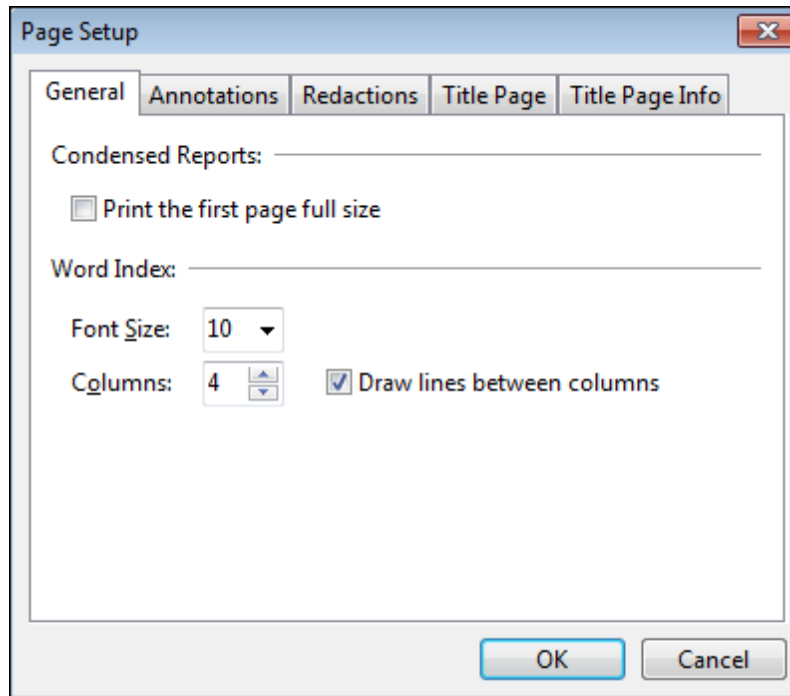 Page Setup
General Annotations Redactions Title Page Title Page Info
Condensed Reports:
Print the first page full size
Word Index:
Font Size: 10
Columns: 4 Draw lines between columns
OK Cancel